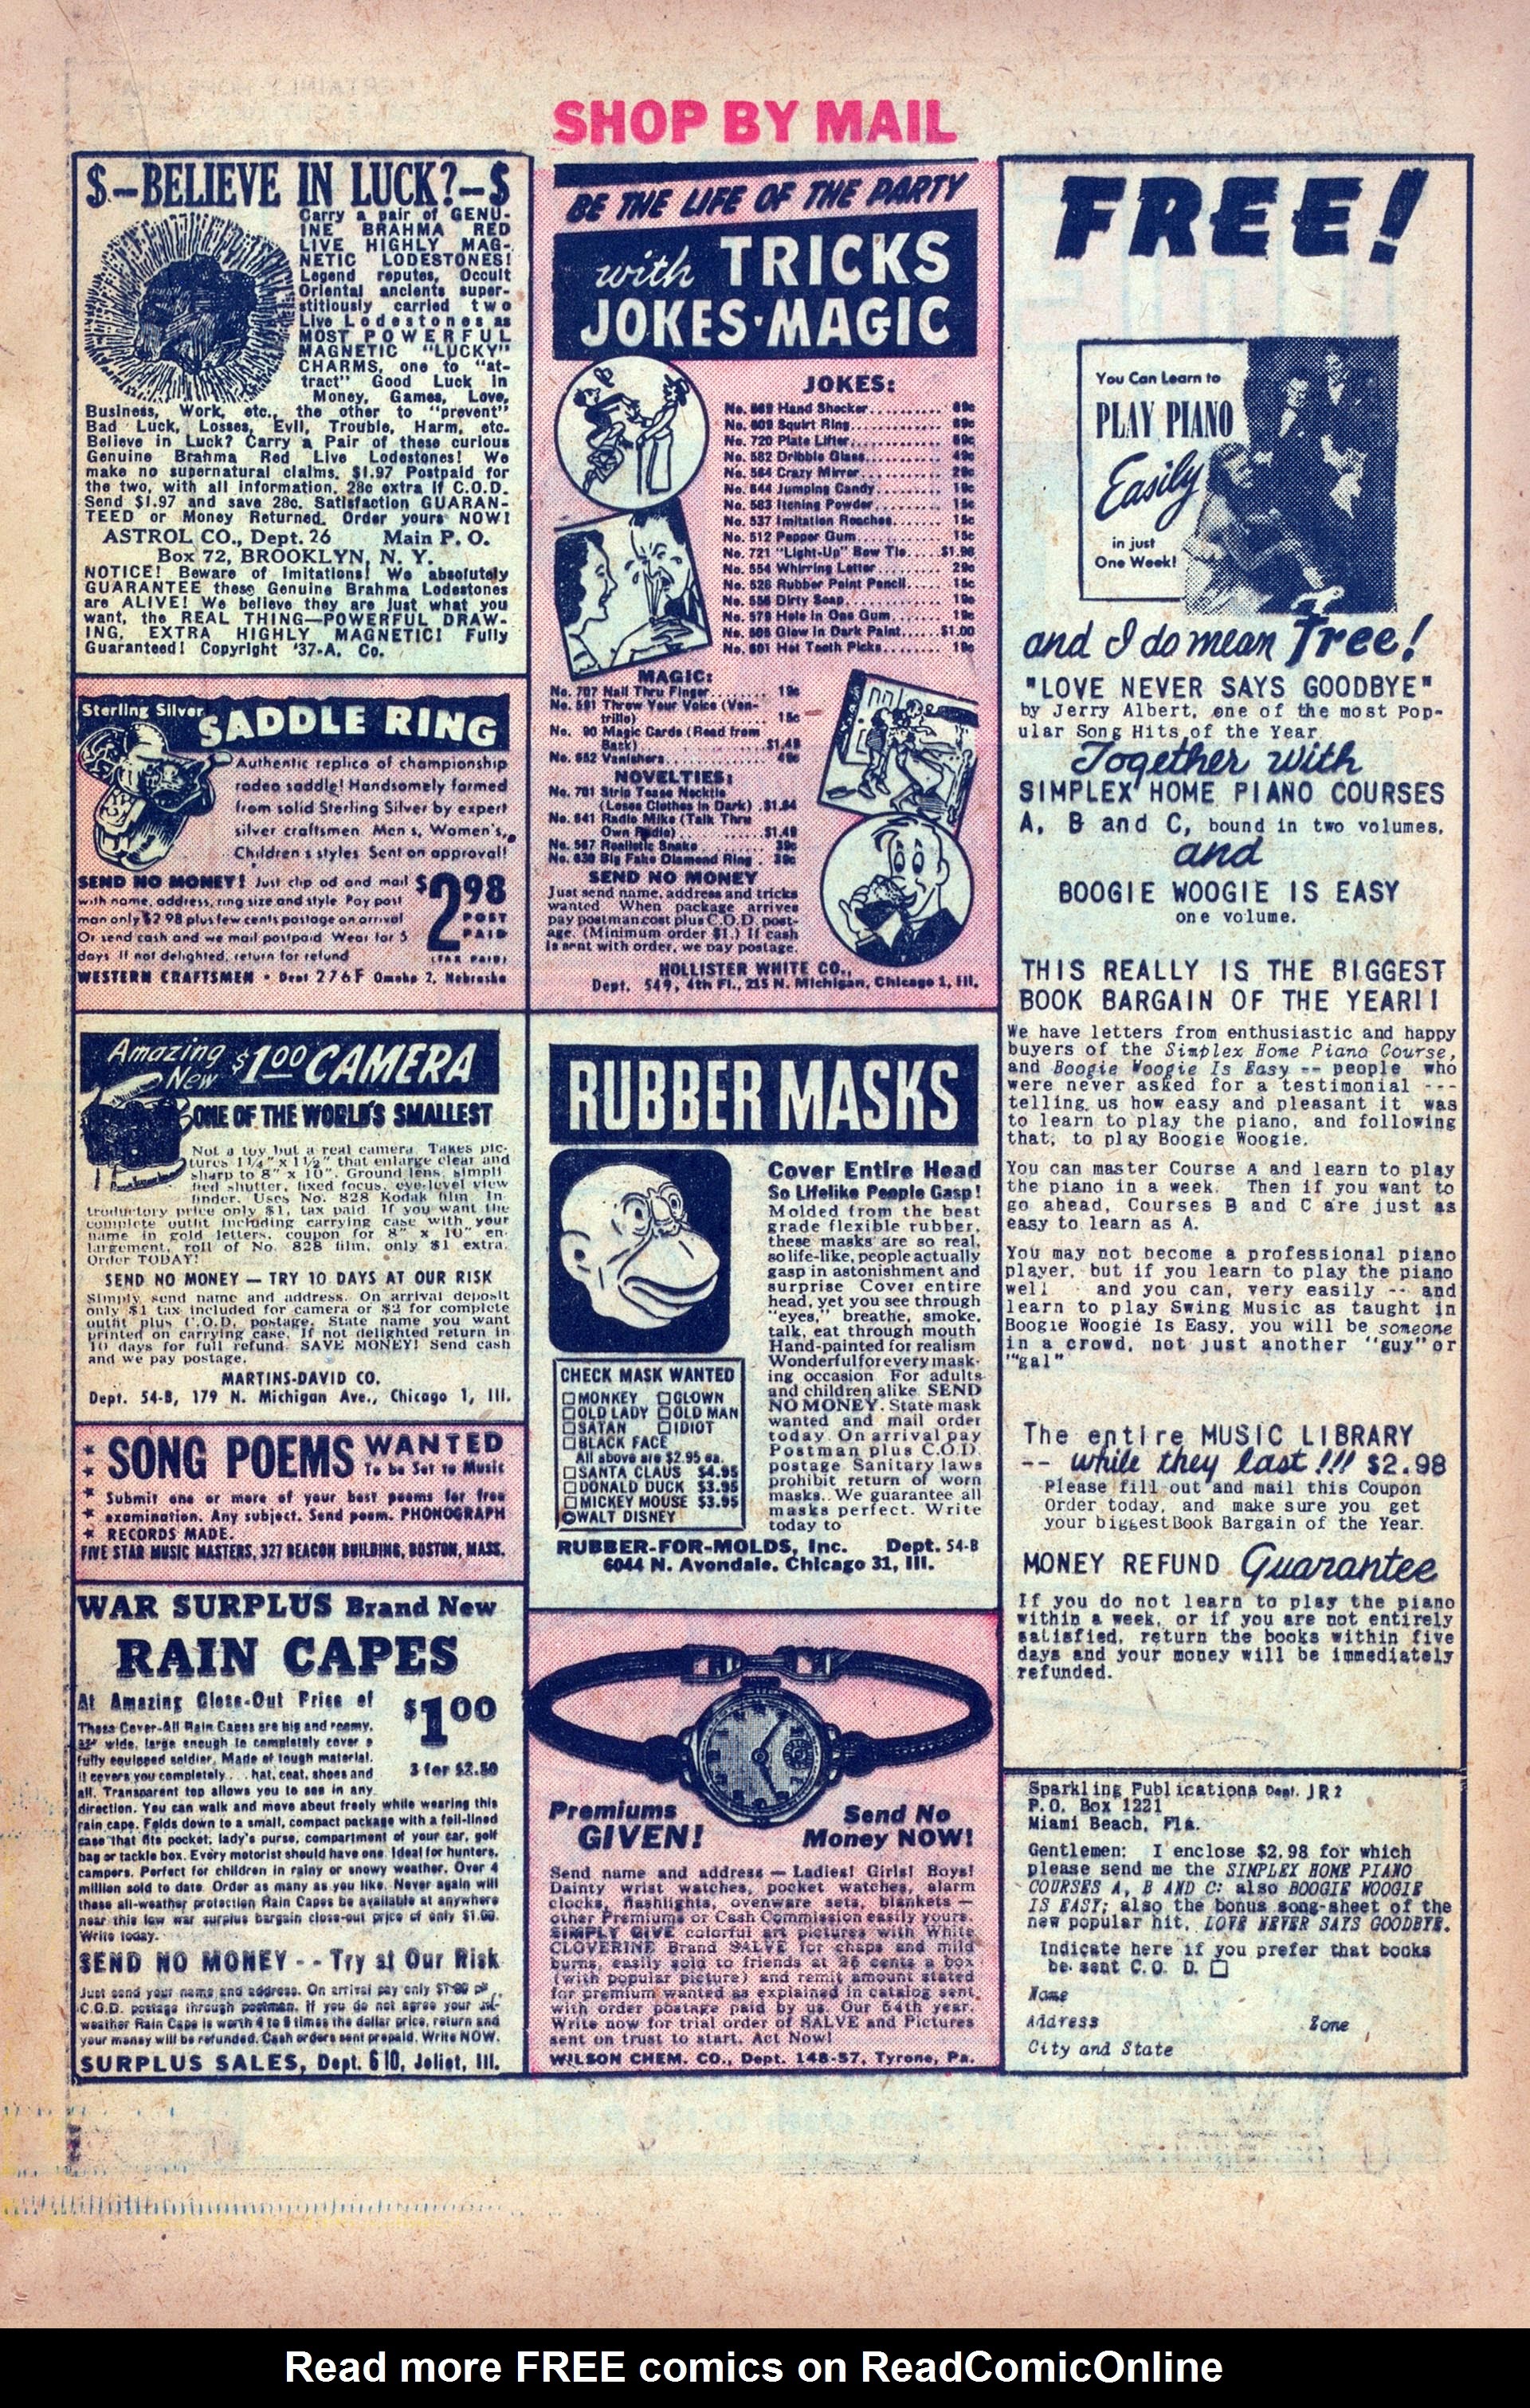 SHOP BY MAIL
$-BELIEVE IN LUCK?-$
Carry a pair of GENU-
INE BRAHMA RED
LIVE HIGHLY MAG-
NETIC LODESTONES!
Legend reputes, Occult
Oriental ancients super-
stitiously carried two
Live Lodestones as
MOST POWERFUL
MAGNETIC "LUCKY"
CHARMS, one to "at-
tract" Good Luck in
Money, Games, Love,
Business, Work, etc., the other to "prevent"
Bad Luck, Losses, Evil, Trouble, Harm, etc.
Believe in Luck? Carry a Pair of these curious
Genuine Brahma Red Live Lodestones! We
make no supernatural claims. $1.97 Postpaid for
the two, with all information. 28c extra if C.O.D.
Send $1.97 and save 28c. Satisfaction GUARAN-
TEED or Money Returned. Order yours NOW!
ASTROL CO., Dept. 26 Main P. O.
Box 72, BROOKLYN, N. Y.
NOTICE! Beware of Imitations! We absolutely
GUARANTEE these Genuine Brahma Lodestones
are ALIVE! We believe they are just what you
want, the REAL THING—POWERFUL DRAW-
ING, EXTRA HIGHLY MAGNETIC! Fully
Guaranteed! Copyright '37-A. Co.
Sterling Silver SADDLE RING
Authentic replica of championship
rodeo saddle! Handsomely formed
from solid Sterling Silver by expert
silver craftsmen Men s, Women's,
Children s styles Sent on approval!
SEND NO MONEY! Just clip ad and mail
with name, address, ring size and style Pay post
man only $2 98 plus few cents postage on arrival
Or send cash and we mail postpaid Wear for 5
days If not delighted, return for refund
$2 98 POST PAID (TAX PAID)
WESTERN CRAFTSMEN • Dept 276F Omaha 2, Nebraska
Amazing New $1.00 CAMERA
ONE OF THE WORLD'S SMALLEST
Not a toy but a real camera Takes pic-
tures 1¼" x 1½" that enlarge clear and
sharp to 8" x 10". Ground lens, simpli
fied shutter, fixed focus, eye-level view
finder. Uses No. 828 Kodak film In-
troductory price only $1, tax paid If you want the
complete outfit including carrying case with your
name in gold letters, coupon for 8" x 10" en-
largement, roll of No. 828 film, only $1 extra.
Order TODAY!
SEND NO MONEY — TRY 10 DAYS AT OUR RISK
Simply send name and address. On arrival deposit
only $1 tax included for camera or $2 for complete
outfit plus C.O.D. postage. State name you want
printed on carrying case. If not delighted return in
10 days for full refund. SAVE MONEY! Send cash
and we pay postage.
MARTINS-DAVID CO.
Dept. 54-B, 179 N. Michigan Ave., Chicago 1, Ill.
SONG POEMS WANTED
To be Set to Music
Submit one or more of your best poems for free
examination. Any subject. Send poem. PHONOGRAPH
RECORDS MADE.
FIVE STAR MUSIC MASTERS, 327 BEACON BUILDING, BOSTON, MASS.
WAR SURPLUS Brand New
RAIN CAPES
At Amazing Close-Out Price of
$1.00
3 for $2.50
These Cover-All Rain Capes are big and roomy,
wide, large enough to completely cover a
fully equipped soldier. Made of tough material.
It covers you completely.... hat, coat, shoes and
all. Transparent top allows you to see in any
direction. You can walk and move about freely while wearing this
rain cape. Folds down to a small, compact package with a foil-lined
case that fits pocket, lady's purse, compartment of your car, golf
bag or tackle box. Every motorist should have one Ideal for hunters,
campers. Perfect for children in rainy or snowy weather. Over 4
million sold to date. Order as many as you like. Never again will
these all-weather protection Rain Capes be available at anywhere
near this low war surplus bargain close-out price of only $1.00.
Write today.
SEND NO MONEY -- Try at Our Risk
Just send your name and address. On arrival pay only $1.00 pl
C.O.D. postage through postman. If you do not agree your
weather Rain Cape is worth 4 to 5 times the dollar price, return and
your money will be refunded. Cash orders sent prepaid. Write NOW.
SURPLUS SALES, Dept. 610, Joliet, Ill.
BE THE LIFE OF THE PARTY
with TRICKS
JOKES·MAGIC
JOKES:
No. 669 Hand Shocker.......... 69c
No. 609 Squirt Ring............. 89c
No. 720 Plate Lifter............. 69c
No. 582 Dribble Glass........... 49c
No. 564 Crazy Mirror............ 29c
No. 544 Jumping Candy......... 19c
No. 583 Itching Powder......... 15c
No. 537 Imitation Roaches...... 15c
No. 512 Pepper Gum............ 15c
No. 721 "Light-Up" Bow Tie.....$1.98
No. 554 Whirring Letter......... 29c
No. 526 Rubber Point Pencil..... 15c
No. 556 Dirty Soap.............. 19c
No. 579 Hole in One Gum....... 19c
No. 605 Glow in Dark Paint.....$1.00
No. 601 Hot Tooth Picks........ 19c
MAGIC:
No. 707 Nail Thru Finger........ 19c
No. 591 Throw Your Voice (Ven-
trillo) ........ 15c
No. 90 Magic Cards (Read from
Back) ........ $1.49
No. 652 Vanishers........ 49c
NOVELTIES:
No. 701 Strip Tease Necktie
(Loses Clothes in Dark) .$1.84
No. 641 Radio Mike (Talk Thru
Own Radio)........$1.49
No. 567 Realistic Snake ........ 39c
No. 630 Big Fake Diamond Ring . 39c
SEND NO MONEY
Just send name, address and tricks
wanted When package arrives
pay postman cost plus C.O.D. post-
age. (Minimum order $1.) If cash
is sent with order, we pay postage.
HOLLISTER WHITE CO.,
Dept. 549, 4th Fl., 215 N. Michigan, Chicago 1, Ill.
RUBBER MASKS
Cover Entire Head
So Lifelike People Gasp!
Molded from the best
grade flexible rubber,
these masks are so real,
so life-like, people actually
gasp in astonishment and
surprise Cover entire
head, yet you see through
"eyes," breathe, smoke,
talk, eat through mouth
Hand-painted for realism
Wonderful for every mask-
ing occasion For adults
and children alike SEND
NO MONEY. State mask
wanted and mail order
today. On arrival pay
Postman plus C.O.D.
postage Sanitary laws
prohibit return of worn
masks. We guarantee all
masks perfect. Write
today to
CHECK MASK WANTED
☐MONKEY ☐CLOWN
☐OLD LADY ☐OLD MAN
☐SATAN ☐IDIOT
☐BLACK FACE
All above are $2.95 ea.
☐SANTA CLAUS $4.95
☐DONALD DUCK $3.95
☐MICKEY MOUSE $3.95
©WALT DISNEY
RUBBER-FOR-MOLDS, Inc. Dept. 54-B
6044 N. Avondale, Chicago 31, Ill.
Premiums GIVEN!
Send No Money NOW!
Send name and address — Ladies! Girls! Boys!
Dainty wrist watches, pocket watches, alarm
clocks, flashlights, ovenware sets, blankets —
other Premiums or Cash Commission easily yours.
SIMPLY GIVE colorful art pictures with White
CLOVERINE Brand SALVE for chaps and mild
burns, easily sold to friends at 25 cents a box
(with popular picture) and remit amount stated
for premium wanted as explained in catalog sent
with order postage paid by us. Our 64th year.
Write now for trial order of SALVE and Pictures
sent on trust to start. Act Now!
WILSON CHEM. CO., Dept. 148-57, Tyrone, Pa.
FREE!
You Can Learn to
PLAY PIANO
Easily
in just
One Week!
and I do mean Free!
"LOVE NEVER SAYS GOODBYE"
by Jerry Albert, one of the most Pop-
ular Song Hits of the Year
Together with
SIMPLEX HOME PIANO COURSES
A, B and C, bound in two volumes,
and
BOOGIE WOOGIE IS EASY
one volume.
THIS REALLY IS THE BIGGEST
BOOK BARGAIN OF THE YEAR!!
We have letters from enthusiastic and happy
buyers of the Simplex Home Piano Course,
and Boogie Woogie Is Easy -- people who
were never asked for a testimonial ---
telling us how easy and pleasant it was
to learn to play the piano, and following
that, to play Boogie Woogie.
You can master Course A and learn to play
the piano in a week. Then if you want to
go ahead, Courses B and C are just as
easy to learn as A.
You may not become a professional piano
player, but if you learn to play the piano
well - and you can, very easily -- and
learn to play Swing Music as taught in
Boogie Woogie Is Easy, you will be someone
in a crowd, not just another "guy" or
"gal"
The entire MUSIC LIBRARY
-- while they last!!! $2.98
Please fill out and mail this Coupon
Order today, and make sure you get
your biggest Book Bargain of the Year.
MONEY REFUND Guarantee
If you do not learn to play the piano
within a week, or if you are not entirely
satisfied, return the books within five
days and your money will be immediately
refunded.
Sparkling Publications Dept. JR2
P.O. Box 1221
Miami Beach, Fla.
Gentlemen: I enclose $2.98 for which
please send me the SIMPLEX HOME PIANO
COURSES A, B AND C: also BOOGIE WOOGIE
IS EASY; also the bonus song-sheet of the
new popular hit, LOVE NEVER SAYS GOODBYE.
Indicate here if you prefer that books
be sent C. O. D. ☐
Name
Address Zone
City and State
Read more FREE comics on ReadComicOnline